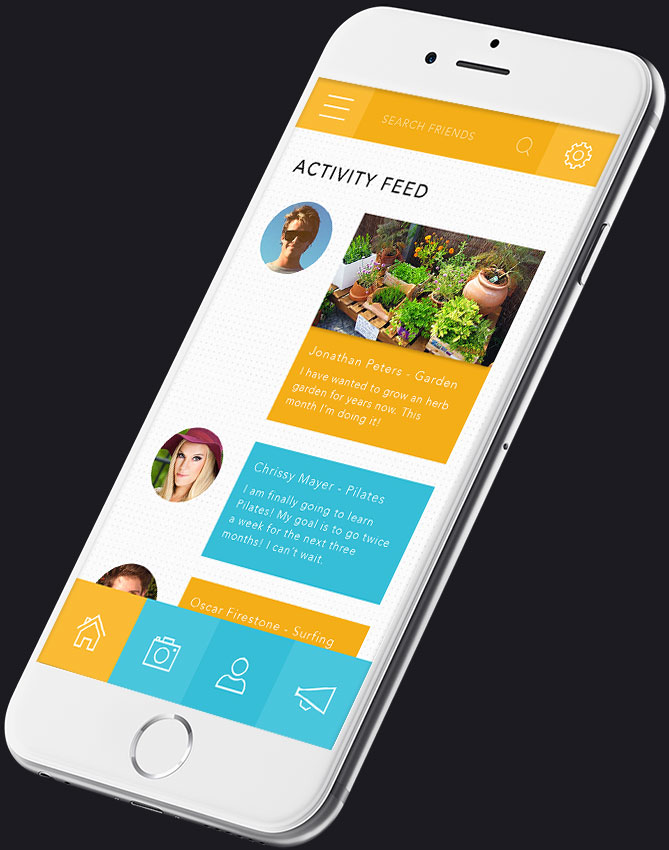 SEARCH FRIENDS
ACTIVITY FEED
Jonathan Peters - Garden
I have wanted to grow an herb
garden for years now. This
month I'm doing it!
Chrissy Mayer - Pilates
I am finally going to learn
Pilates! My goal is to go twice
a week for the next three
months! I can't wait.
Oscar Firestone - Surfing